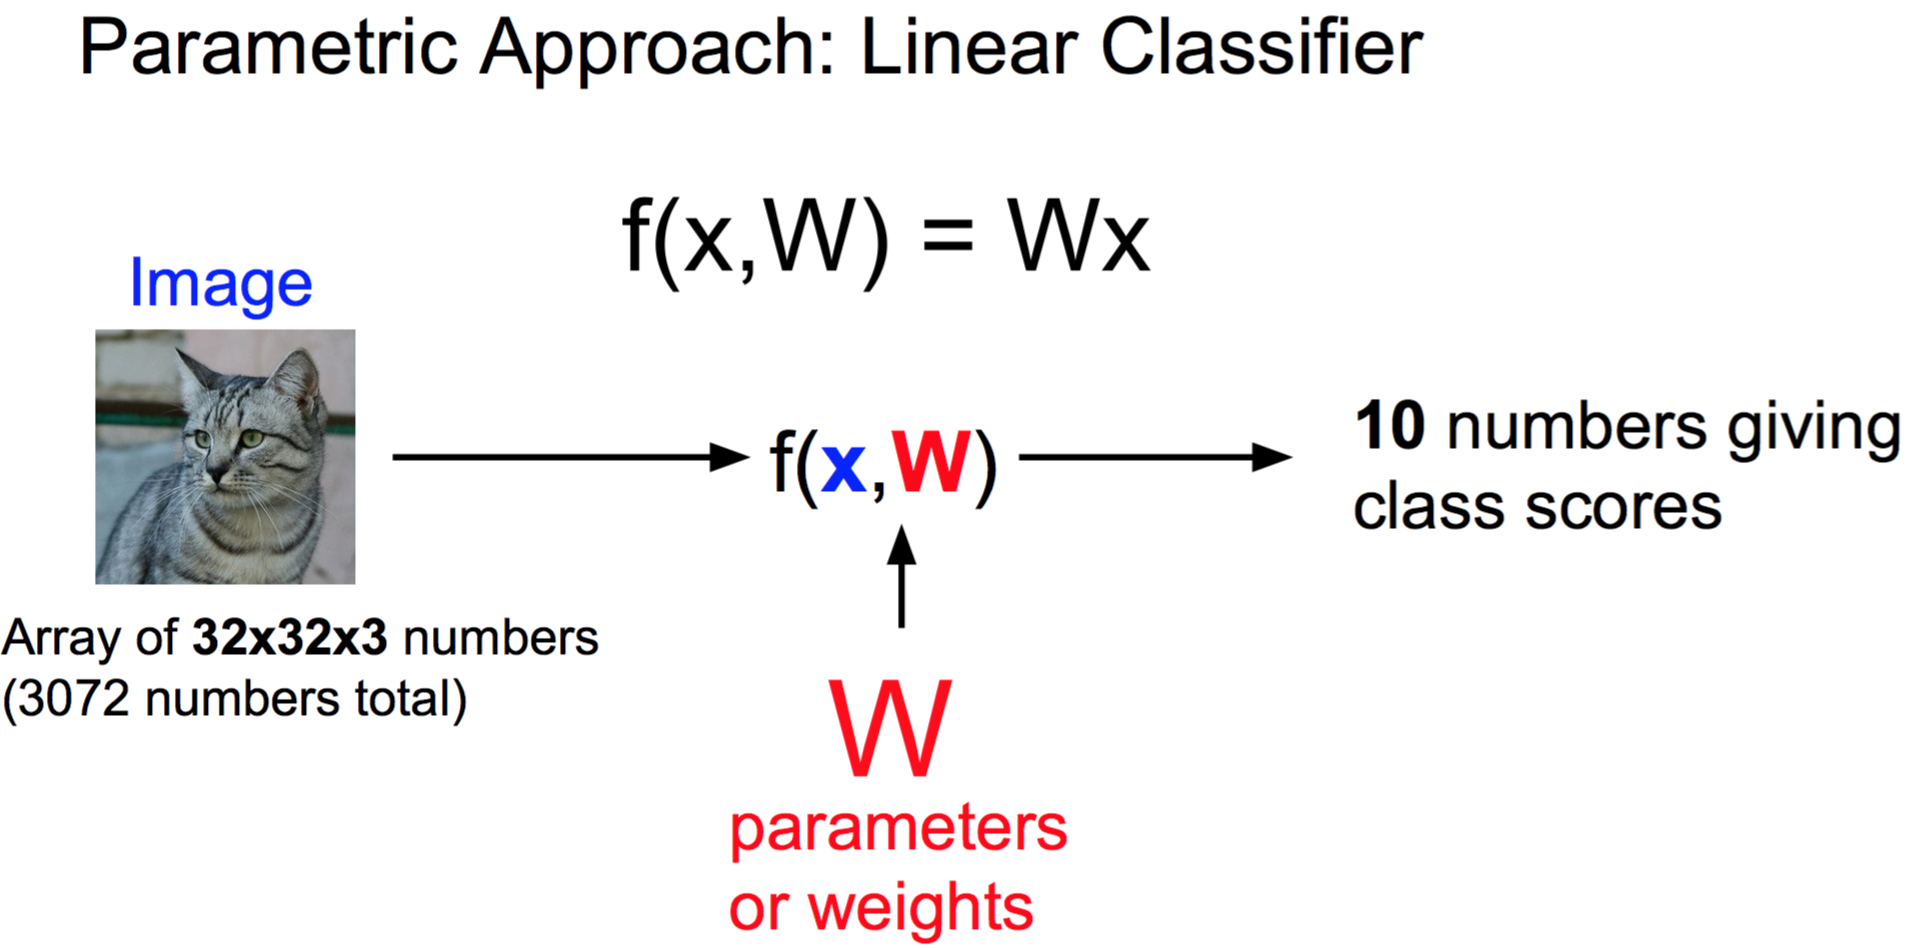 Parametric Approach: Linear Classifier
f(x,W) = Wx
Image
f(x,W)
10 numbers giving
class scores
Array of 32x32x3 numbers
(3072 numbers total)
W
parameters
or weights